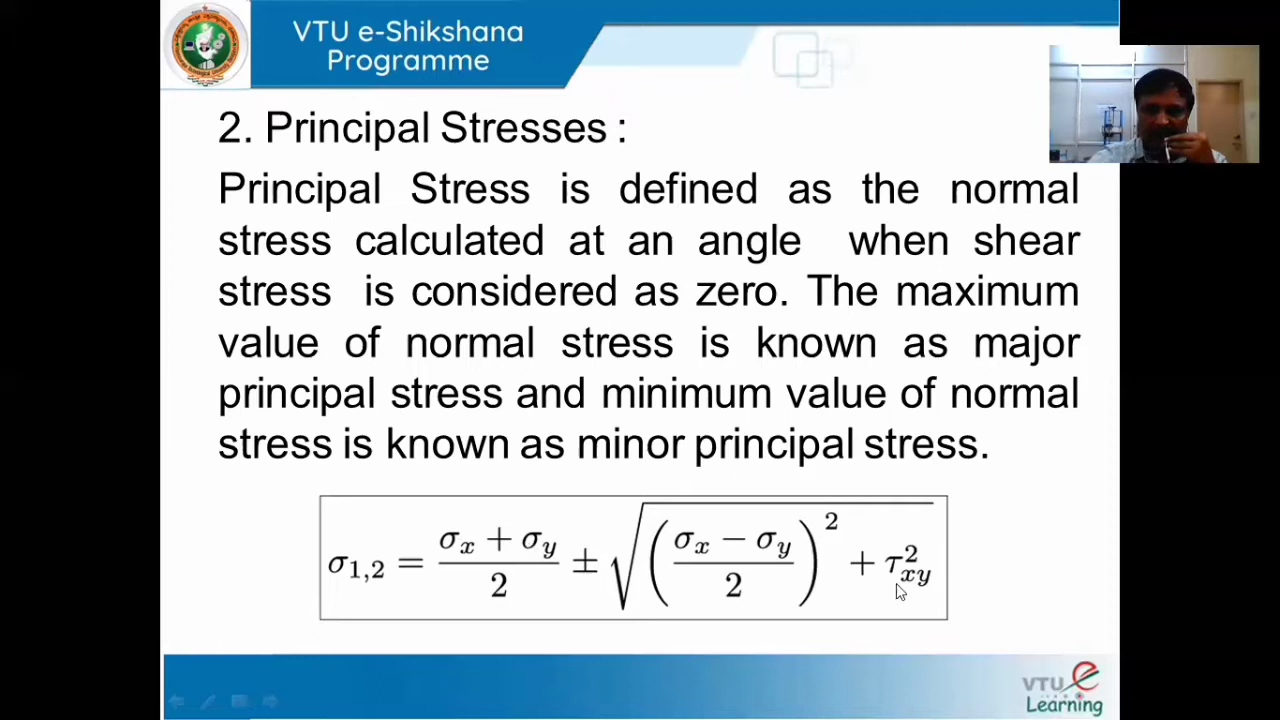 VTU e-Shikshana
Programme
2. Principal Stresses :
Principal Stress is defined as the normal
stress calculated at an angle when shear
stress is considered as zero. The maximum
value of normal stress is known as major
principal stress and minimum value of normal
stress is known as minor principal stress.
σ₁,₂ = (σₓ + σᵧ)/2 ± √(((σₓ − σᵧ)/2)² + τ²ₓᵧ)
VTU e
Learning